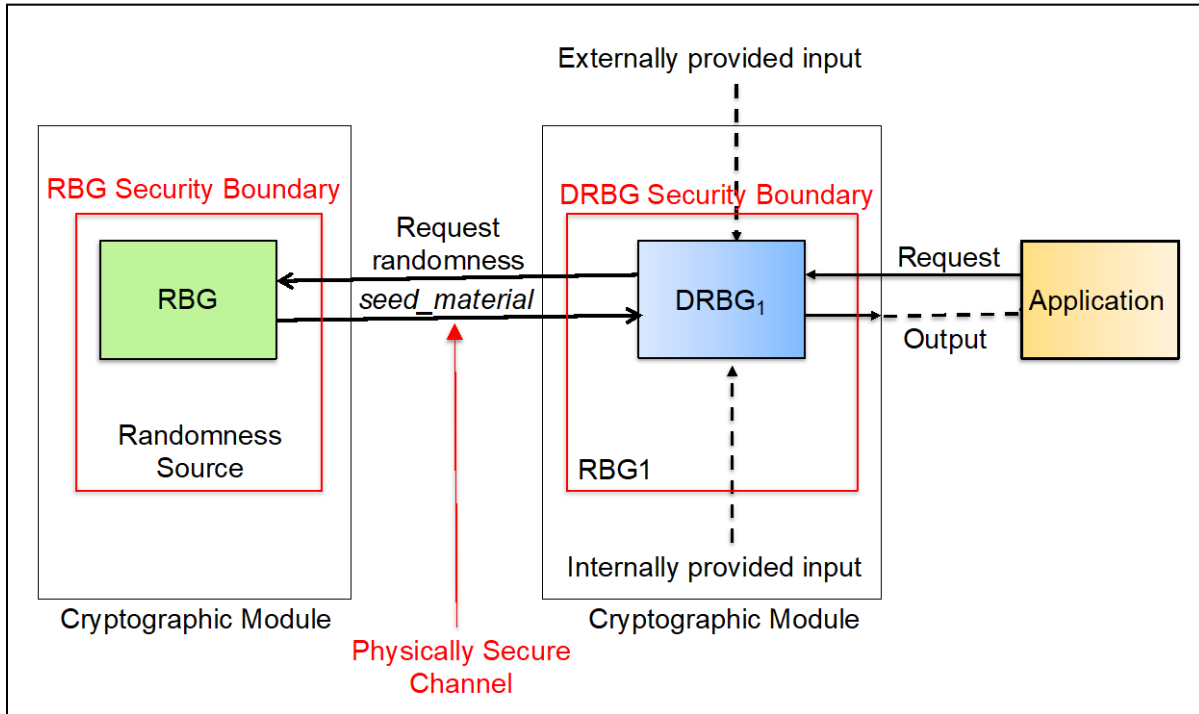 Externally provided input
RBG Security Boundary
DRBG Security Boundary
Request
randomness
seed_material
RBG
DRBG1
Request
Output
Application
Randomness
Source
RBG1
Internally provided input
Cryptographic Module
Cryptographic Module
Physically Secure
Channel